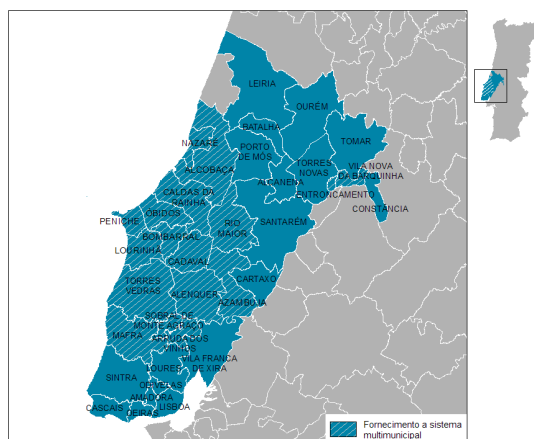 LEIRIA
OURÉM
BATALHA
TOMAR
NAZARÉ
PORTO
DE MÓS
ALCOBAÇA
TORRES
NOVAS
VILA NOVA
DA BARQUINHA
ALCANENA
ENTRONCAMENTO
CALDAS DA
RAINHA
CONSTÂNCIA
ÓBIDOS
PENICHE
RIO
MAIOR
SANTARÉM
BOMBARRAL
LOURINHÃ
CADAVAL
CARTAXO
TORRES
VEDRAS
ALENQUER
AZAMBUJA
SOBRAL DE
MONTE AGRAÇO
MAFRA
ARRUDA DOS
VINHOS
VILA FRANCA
DE XIRA
LOURES
SINTRA
ODIVELAS
AMADORA
CASCAIS
OEIRAS
LISBOA
Fornecimento a sistema
multimunicipal